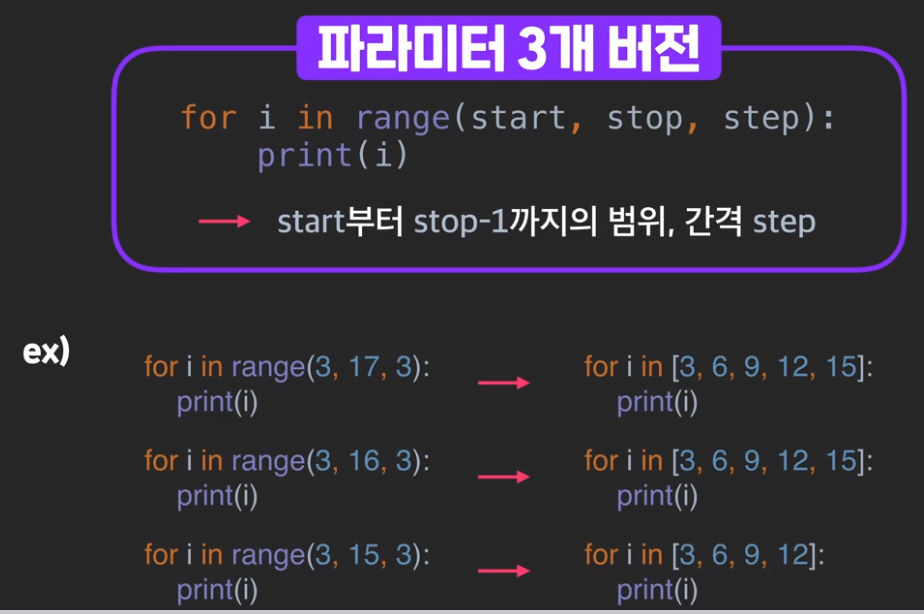 파라미터 3개 버전
for i in range(start, stop, step):
print(i)
start부터 stop-1까지의 범위, 간격 step
ex)
for i in range(3, 17, 3):
print(i)
for i in [3, 6, 9, 12, 15]:
print(i)
for i in range(3, 16, 3):
print(i)
for i in [3, 6, 9, 12, 15]:
print(i)
for i in range(3, 15, 3):
print(i)
for i in [3, 6, 9, 12]:
print(i)